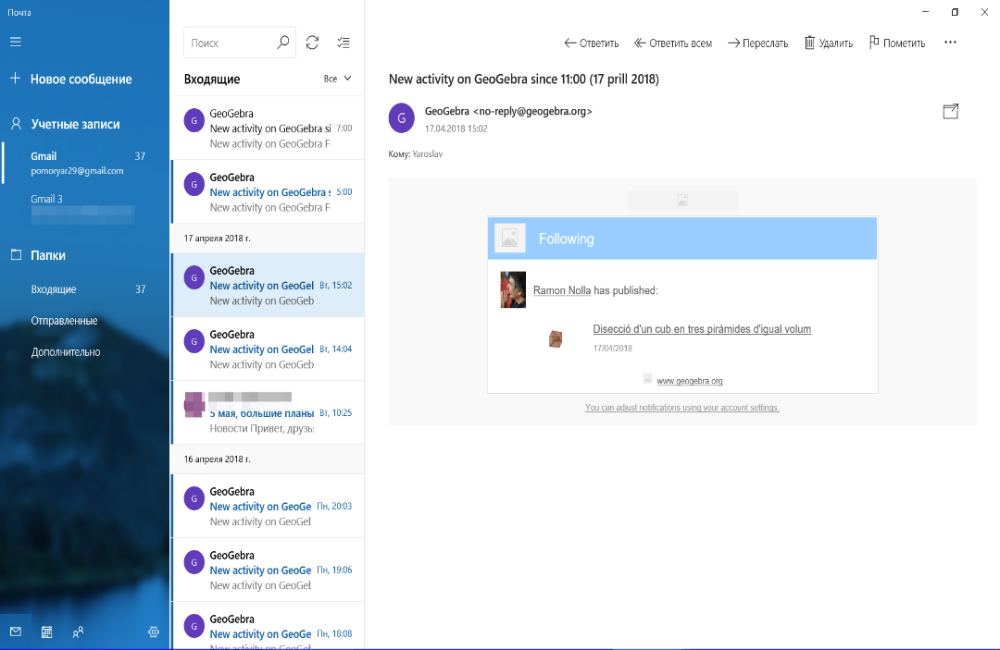 Почта
Новое сообщение
Учетные записи
Gmail 37
pomoryar29@gmail.com
Gmail 3
Папки
Входящие 37
Отправленные
Дополнительно
Поиск
Входящие Все
GeoGebra
New activity on GeoGebra si 7:00
New activity on GeoGebra F
GeoGebra
New activity on GeoGebra s 5:00
New activity on GeoGebra F
17 апреля 2018 г.
GeoGebra
New activity on GeoGel Вт, 15:02
New activity on GeoGeb
GeoGebra
New activity on GeoGel Вт, 14:04
New activity on GeoGeb
5 мая, большие планы Вт, 10:25
Новости Привет, друзь
16 апреля 2018 г.
GeoGebra
New activity on GeoGe Пн, 20:03
New activity on GeoGel
GeoGebra
New activity on GeoGe Пн, 19:06
New activity on GeoGel
GeoGebra
New activity on GeoGe Пн, 18:08
New activity on GeoGel
Ответить Ответить всем Переслать Удалить Пометить
New activity on GeoGebra since 11:00 (17 prill 2018)
G GeoGebra <no-reply@geogebra.org>
17.04.2018 15:02
Кому: Yaroslav
Following
Ramon Nolla has published:
Disecció d'un cub en tres piràmides d'igual volum
17/04/2018
www.geogebra.org
You can adjust notifications using your account settings.